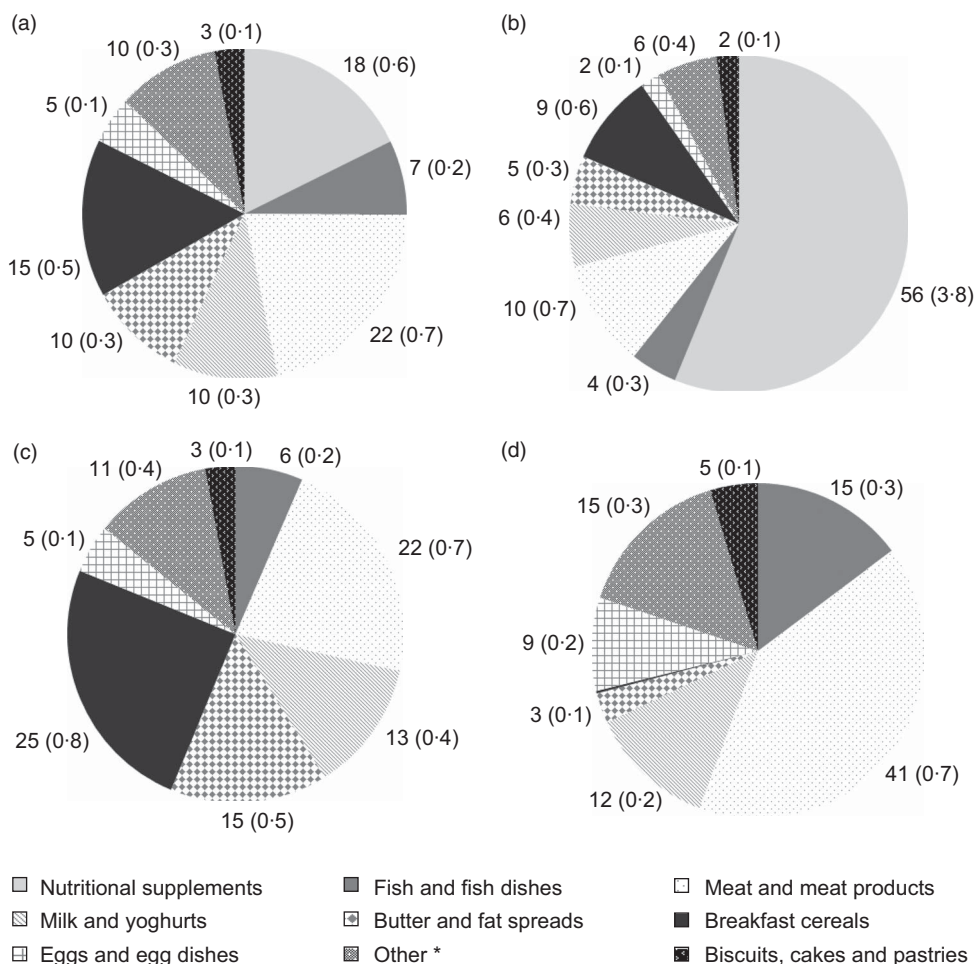 (a)
3 (0·1)
10 (0·3)
18 (0·6)
5 (0·1)
7 (0·2)
15 (0·5)
22 (0·7)
10 (0·3)
10 (0·3)
(b)
2 (0·1)
6 (0·4)
2 (0·1)
9 (0·6)
5 (0·3)
6 (0·4)
56 (3·8)
10 (0·7)
4 (0·3)
(c)
3 (0·1)
6 (0·2)
11 (0·4)
22 (0·7)
5 (0·1)
25 (0·8)
13 (0·4)
15 (0·5)
(d)
5 (0·1)
15 (0·3)
15 (0·3)
9 (0·2)
3 (0·1)
41 (0·7)
12 (0·2)
Nutritional supplements
Fish and fish dishes
Meat and meat products
Milk and yoghurts
Butter and fat spreads
Breakfast cereals
Eggs and egg dishes
Other *
Biscuits, cakes and pastries